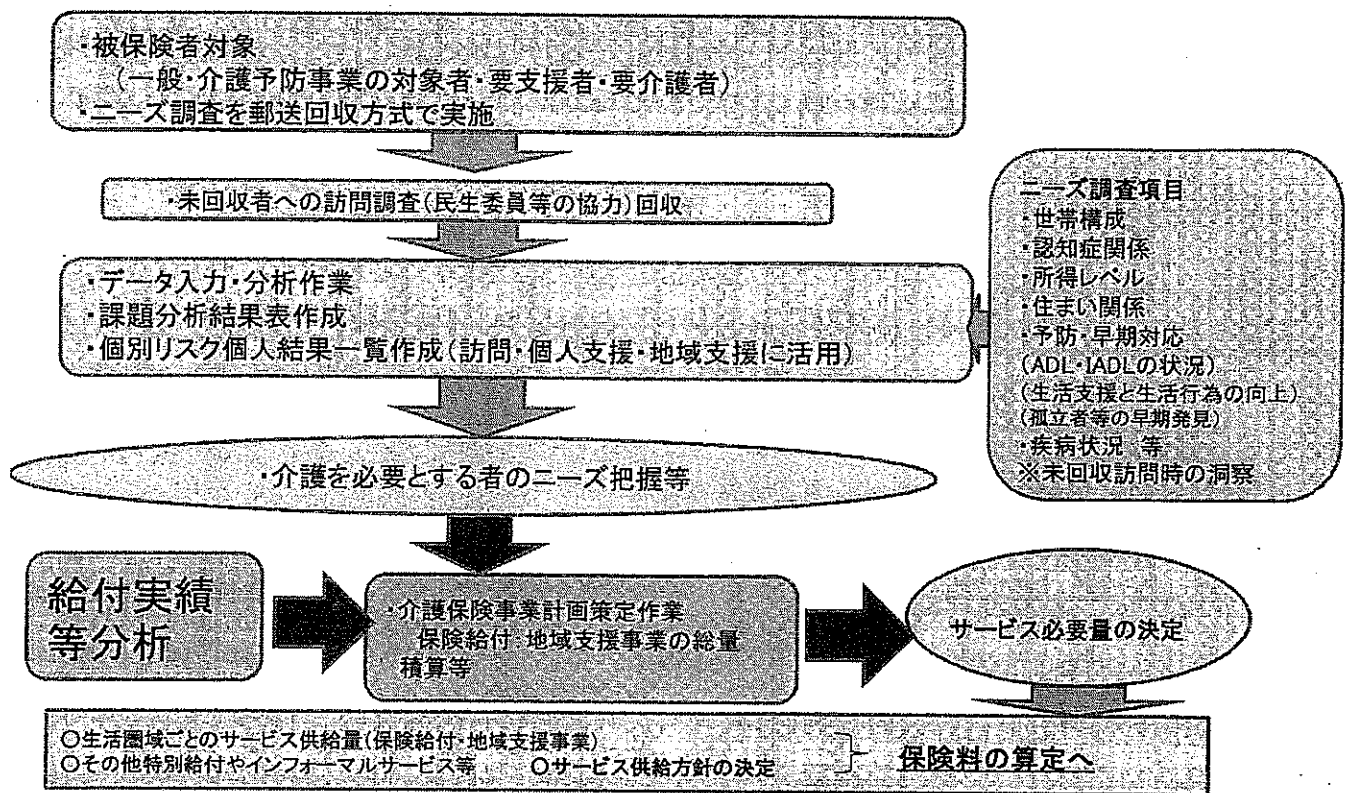 ・被保険者対象
（一般・介護予防事業の対象者・要支援者・要介護者）
・ニーズ調査を郵送回収方式で実施
・未回収者への訪問調査(民生委員等の協力)回収
・データ入力・分析作業
・課題分析結果表作成
・個別リスク個人結果一覧作成(訪問・個人支援・地域支援に活用)
ニーズ調査項目
・世帯構成
・認知症関係
・所得レベル
・住まい関係
・予防・早期対応
(ADL・IADLの状況)
(生活支援と生活行為の向上)
(孤立者等の早期発見)
・疾病状況 等
※未回収訪問時の洞察
・介護を必要とする者のニーズ把握等
給付実績
等分析
・介護保険事業計画策定作業
保険給付 地域支援事業の総量
積算等
サービス必要量の決定
○生活圏域ごとのサービス供給量(保険給付・地域支援事業)
○その他特別給付やインフォーマルサービス等 ○サービス供給方針の決定
保険料の算定へ